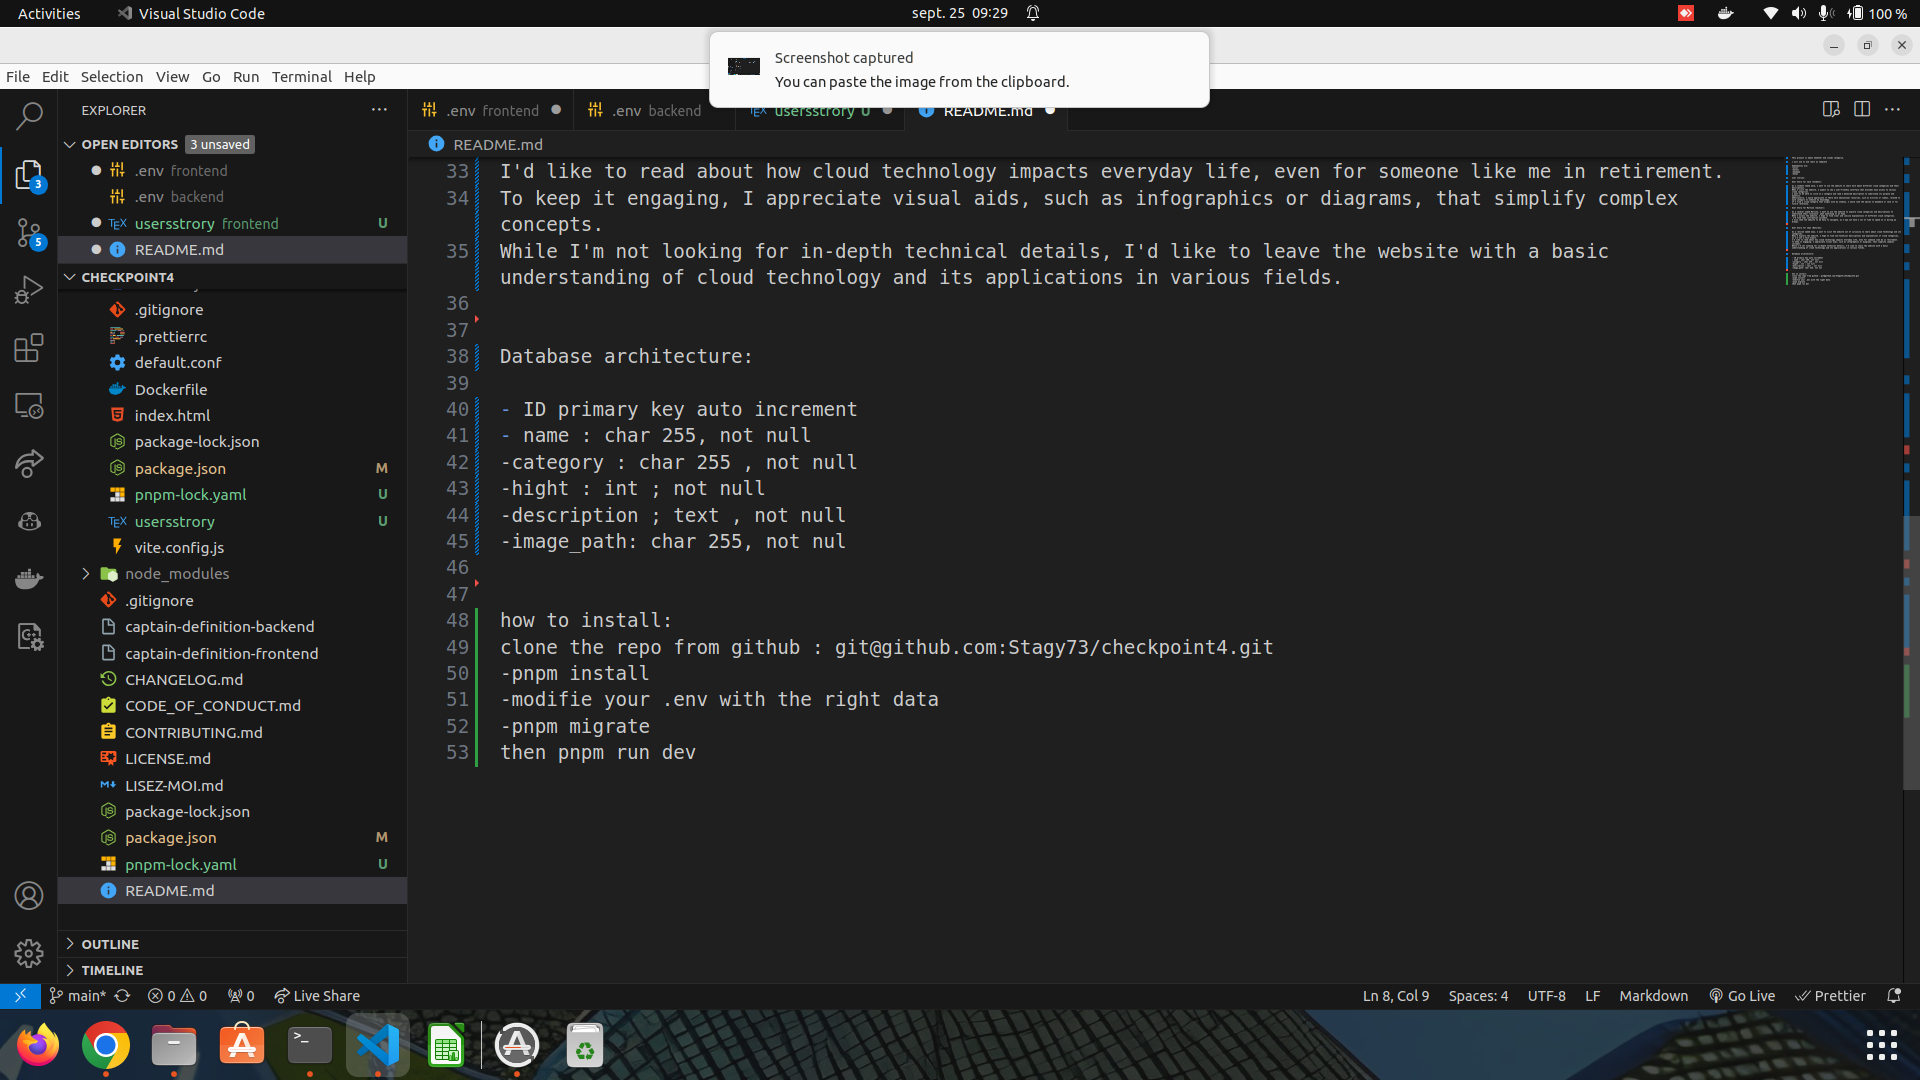 Activities
Visual Studio Code
sept. 25 09:29
100 %
Screenshot captured
You can paste the image from the clipboard.
File Edit Selection View Go Run Terminal Help
EXPLORER
.env frontend
.env backend
TEX usersstrory U
README.md
OPEN EDITORS 3 unsaved
.env frontend
.env backend
TEX usersstrory frontend U
README.md
CHECKPOINT4
.gitignore
.prettierrc
default.conf
Dockerfile
index.html
package-lock.json
package.json M
pnpm-lock.yaml U
TEX usersstrory U
vite.config.js
node_modules
.gitignore
captain-definition-backend
captain-definition-frontend
CHANGELOG.md
CODE_OF_CONDUCT.md
CONTRIBUTING.md
LICENSE.md
LISEZ-MOI.md
package-lock.json
package.json M
pnpm-lock.yaml U
README.md
OUTLINE
TIMELINE
3
5
README.md
33 I'd like to read about how cloud technology impacts everyday life, even for someone like me in retirement.
34 To keep it engaging, I appreciate visual aids, such as infographics or diagrams, that simplify complex
concepts.
35 While I'm not looking for in-depth technical details, I'd like to leave the website with a basic
understanding of cloud technology and its applications in various fields.
36
37
38 Database architecture:
39
40 - ID primary key auto increment
41 - name : char 255, not null
42 -category : char 255 , not null
43 -hight : int ; not null
44 -description ; text , not null
45 -image_path: char 255, not nul
46
47
48 how to install:
49 clone the repo from github : git@github.com:Stagy73/checkpoint4.git
50 -pnpm install
51 -modifie your .env with the right data
52 -pnpm migrate
53 then pnpm run dev
main* 0 0 0 Live Share
Ln 8, Col 9 Spaces: 4 UTF-8 LF Markdown Go Live Prettier